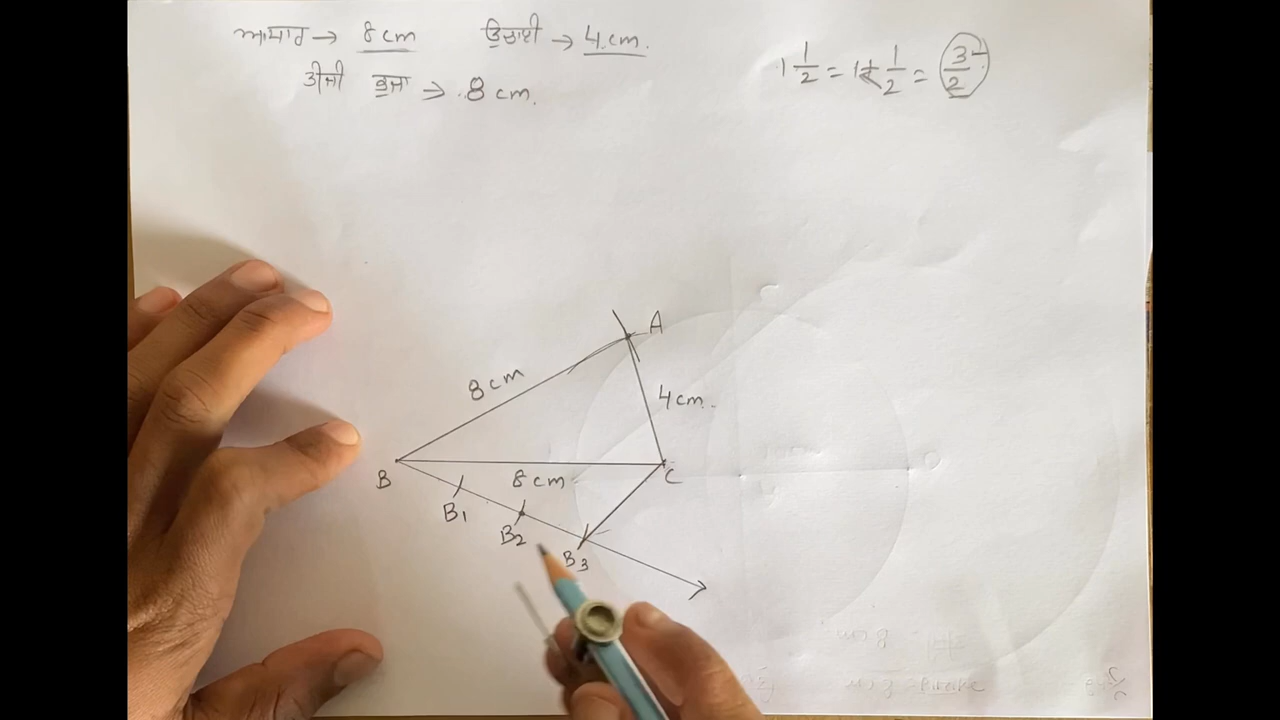 ਆਧਾਰ → 8 cm ਉਚਾਈ → 4 cm.
ਤੀਜੀ ਭੁਜਾ → 8 cm.
1 1/2 = 1 + 1/2 = 3/2
A
8 cm
4 cm.
B
8 cm
C
B1
B2
B3